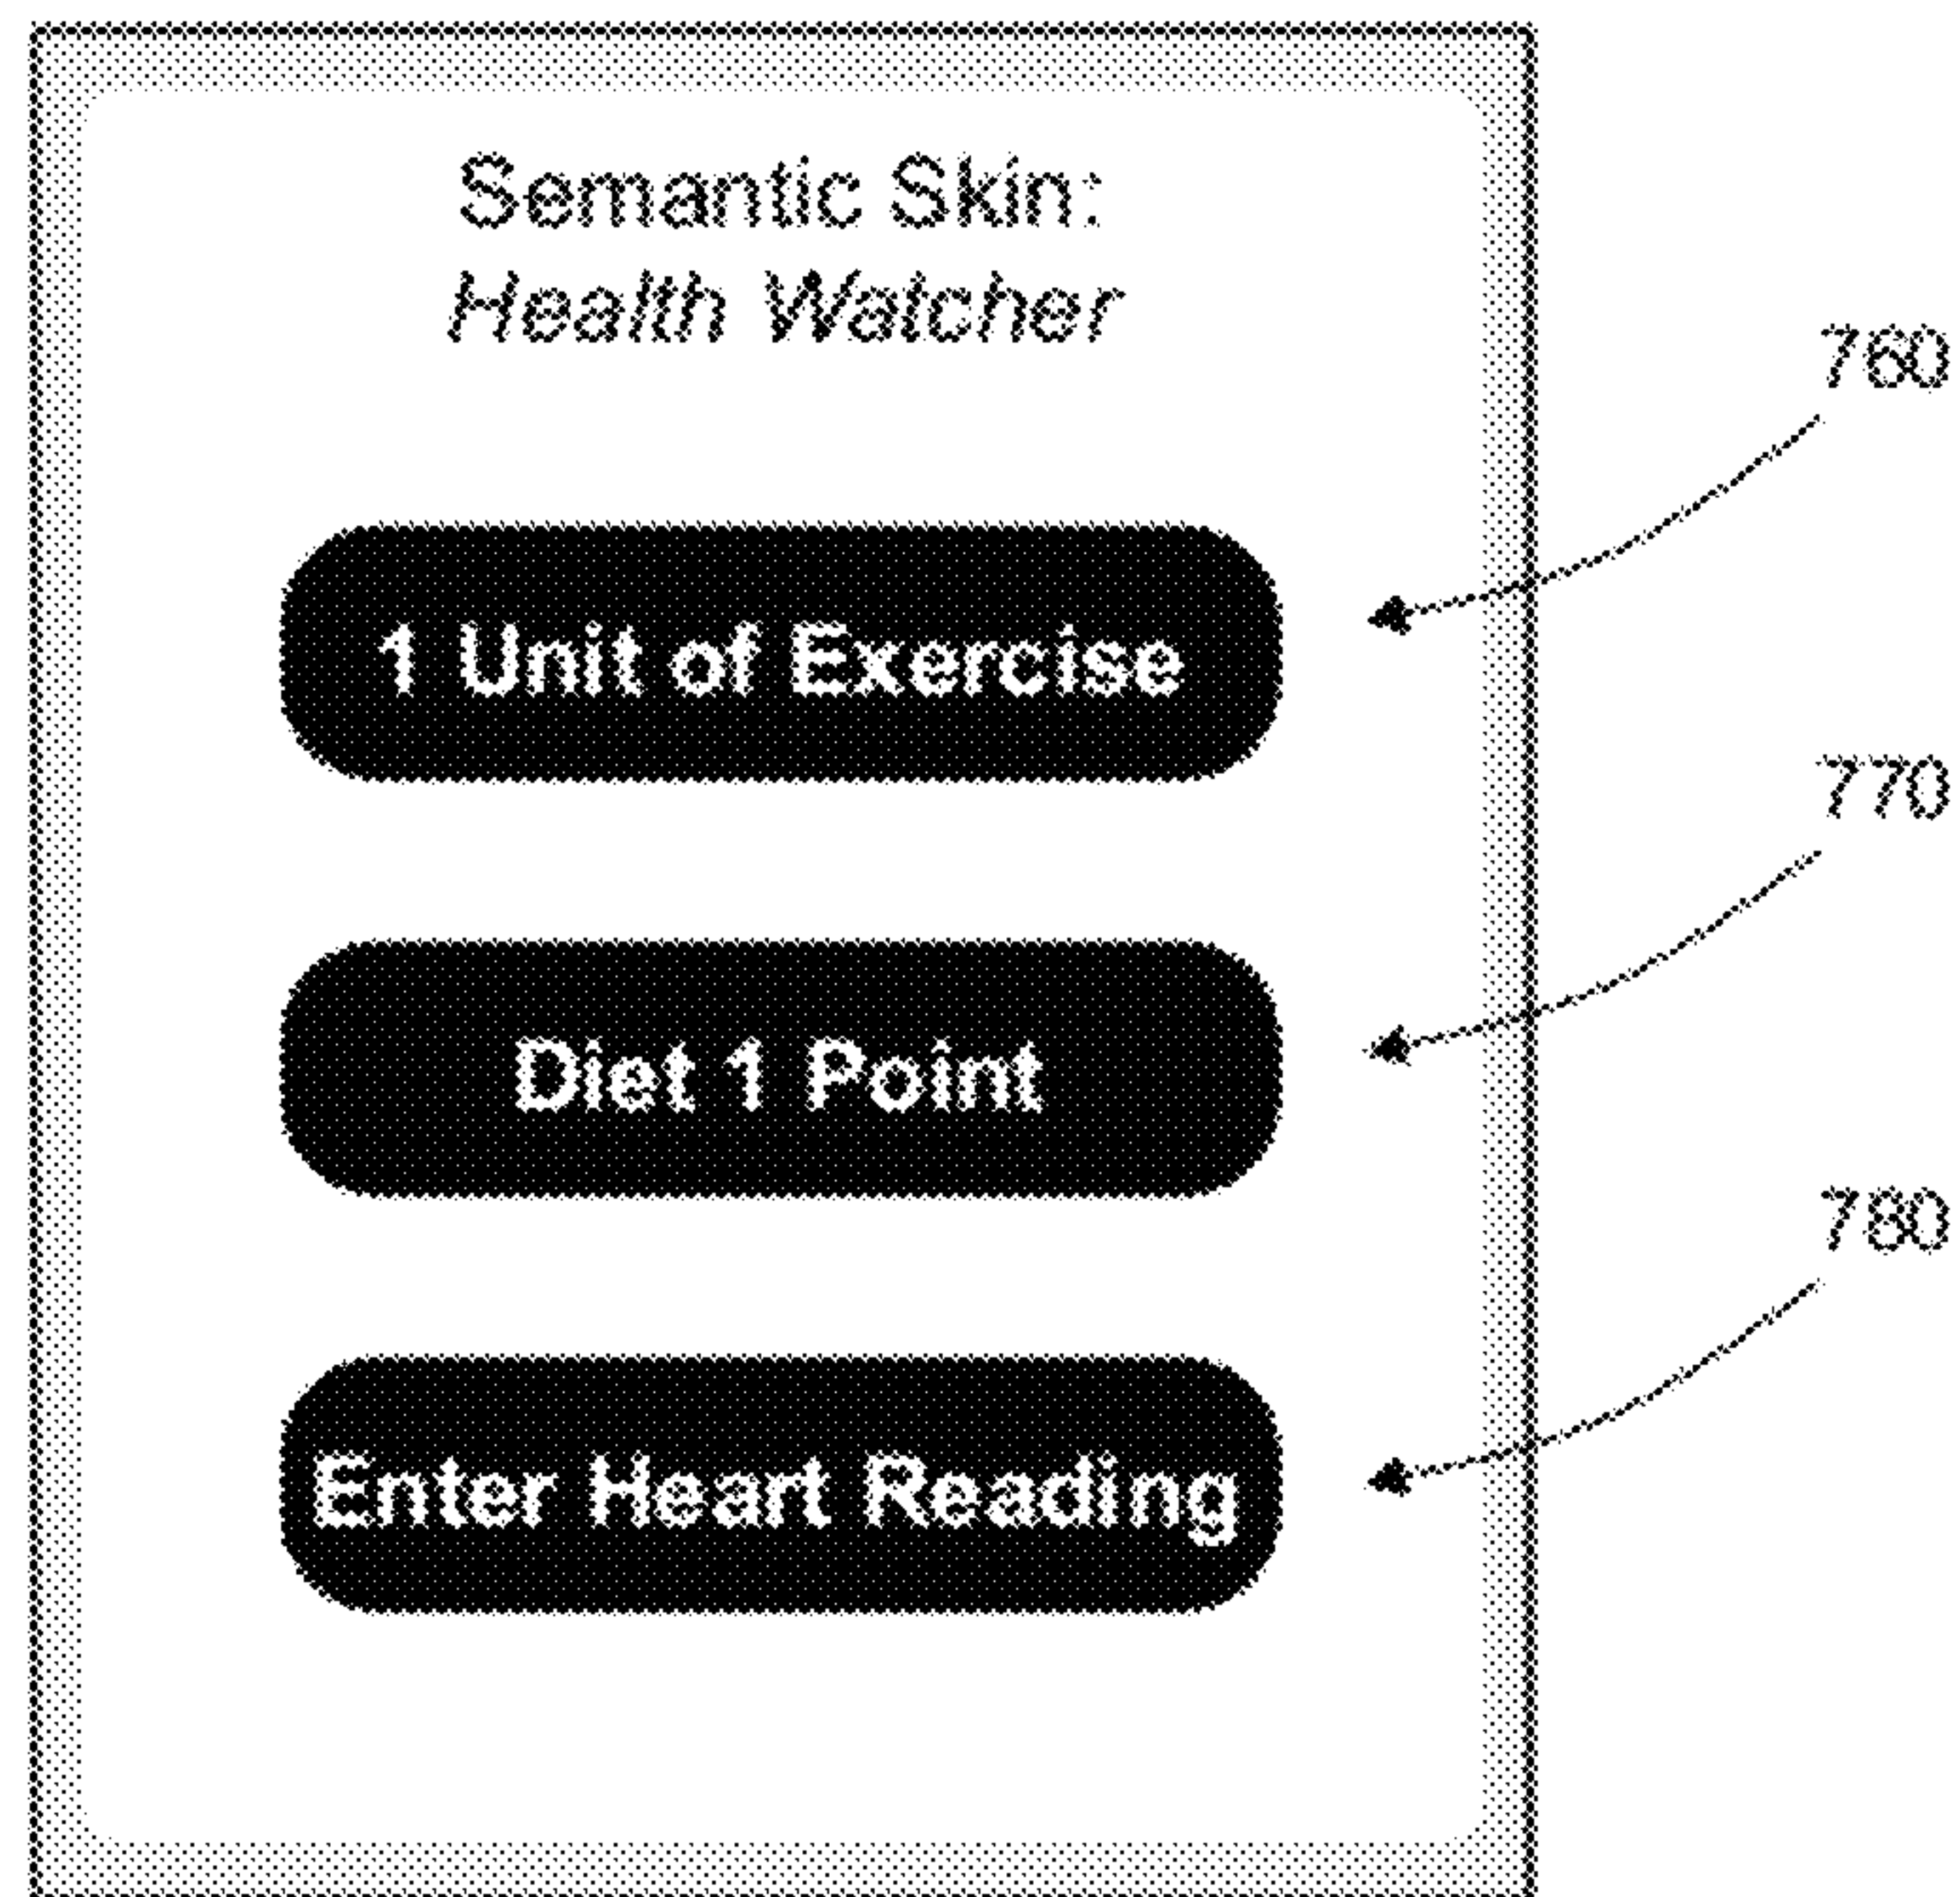 Semantic Skin:
Health Watcher
760
1 Unit of Exercise
770
Diet 1 Point
780
Enter Heart Reading